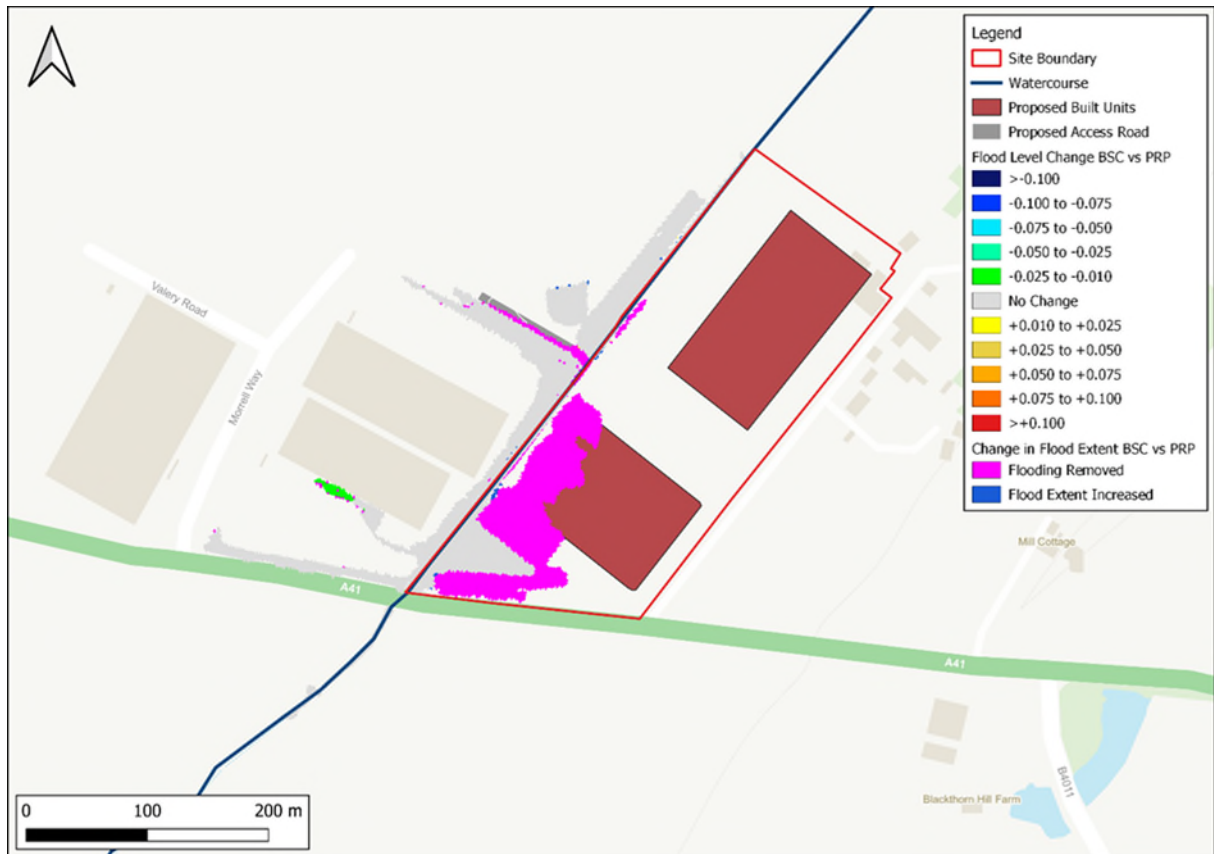 Legend
Site Boundary
Watercourse
Proposed Built Units
Proposed Access Road
Flood Level Change BSC vs PRP
>-0.100
-0.100 to -0.075
-0.075 to -0.050
-0.050 to -0.025
-0.025 to -0.010
No Change
+0.010 to +0.025
+0.025 to +0.050
+0.050 to +0.075
+0.075 to +0.100
>+0.100
Change in Flood Extent BSC vs PRP
Flooding Removed
Flood Extent Increased
Valery Road
Morrell Way
A41
Mill Cottage
A41
B4011
Blackthorn Hill Farm
0 100 200 m